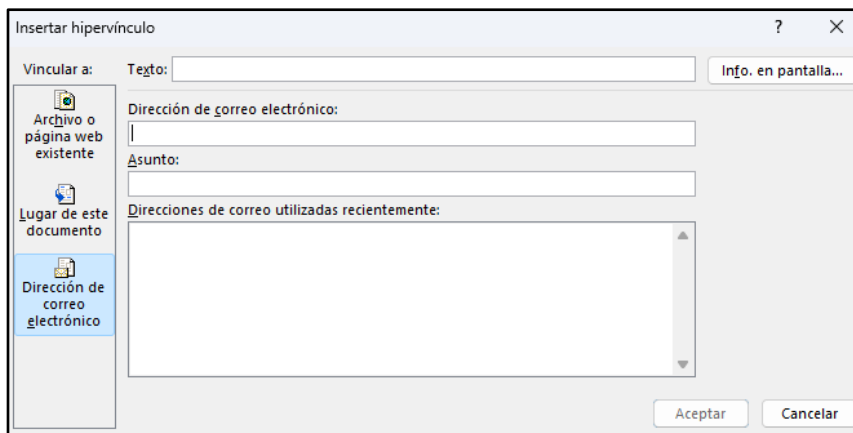 Insertar hipervínculo
?
Vincular a:
Texto:
Info. en pantalla...
Archivo o
página web
existente
Lugar de este
documento
Dirección de
correo
electrónico
Dirección de correo electrónico:
Asunto:
Direcciones de correo utilizadas recientemente:
Aceptar
Cancelar